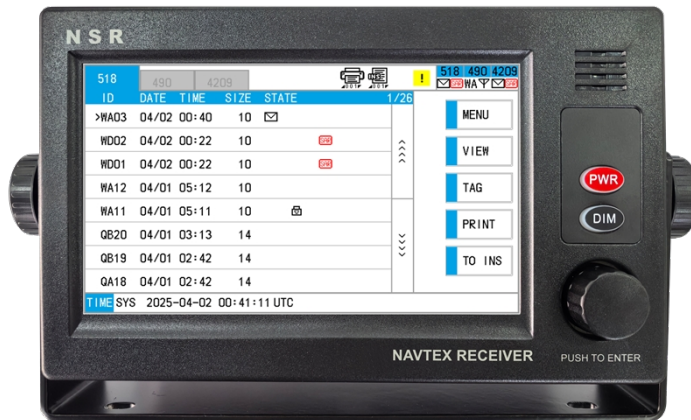 NSR
518 490 4209
! 518 490 4209
WA
ID DATE TIME SIZE STATE 1/26
>WA03 04/02 00:40 10
WD02 04/02 00:22 10
WD01 04/02 00:22 10
WA12 04/01 05:12 10
WA11 04/01 05:11 10
QB20 04/01 03:13 14
QB19 04/01 02:42 14
QA18 04/01 02:42 14
TIME SYS 2025-04-02 00:41:11 UTC
MENU
VIEW
TAG
PRINT
TO INS
PWR
DIM
NAVTEX RECEIVER
PUSH TO ENTER